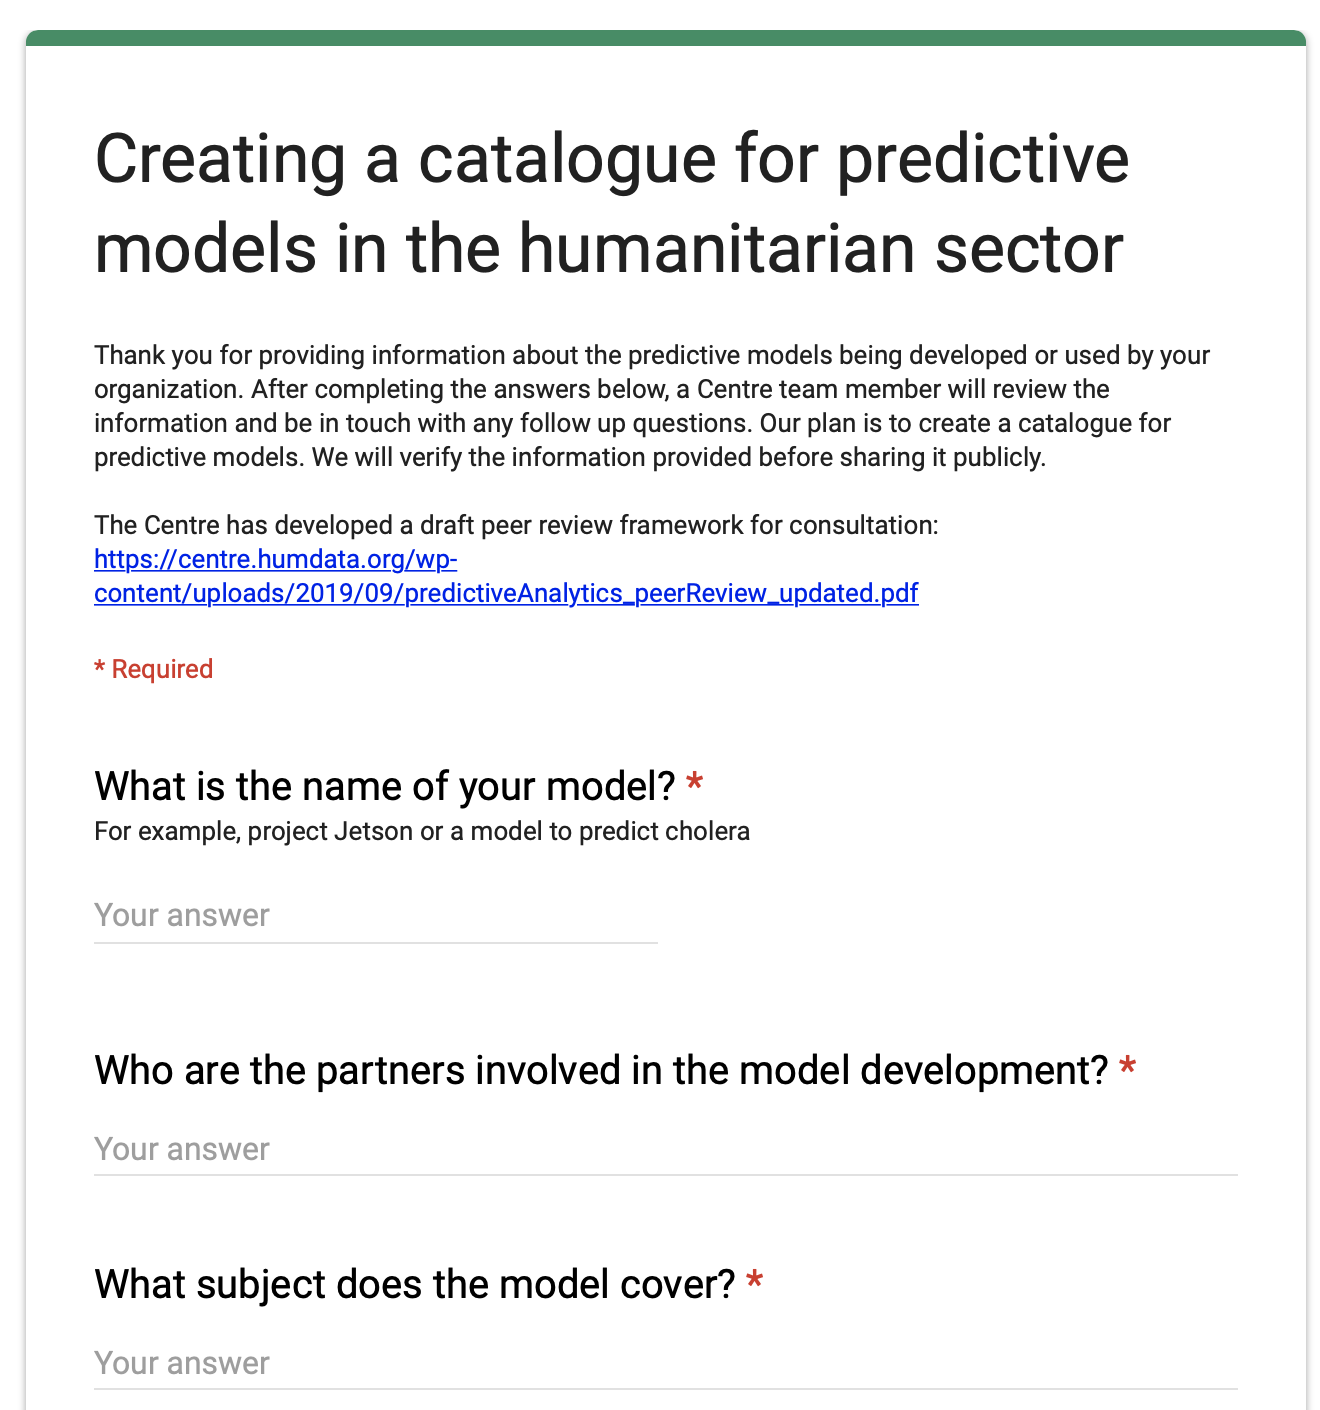 Creating a catalogue for predictive
models in the humanitarian sector
Thank you for providing information about the predictive models being developed or used by your
organization. After completing the answers below, a Centre team member will review the
information and be in touch with any follow up questions. Our plan is to create a catalogue for
predictive models. We will verify the information provided before sharing it publicly.
The Centre has developed a draft peer review framework for consultation:
https://centre.humdata.org/wp-
content/uploads/2019/09/predictiveAnalytics_peerReview_updated.pdf
* Required
What is the name of your model? *
For example, project Jetson or a model to predict cholera
Your answer
Who are the partners involved in the model development? *
Your answer
What subject does the model cover? *
Your answer